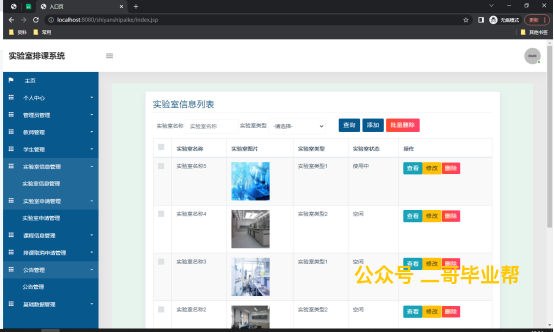 入口页
localhost:8080/shiyanshipaike/index.jsp
无痕模式
更新
资料
常用
其他书签
实验室排课系统
主页
个人中心
管理员管理
教师管理
学生管理
实验室信息管理
实验室信息管理
实验室申请管理
实验室申请管理
课程信息管理
排课取消申请管理
公告管理
公告管理
基础数据管理
实验室信息列表
实验室名称 实验室名称 实验室类型 -请选择- 查询 添加 批量删除
实验室名称 实验室图片 实验室类型 实验室状态 操作
实验室名称5 实验室类型1 使用中 查看 修改 删除
实验室名称4 实验室类型2 空闲 查看 修改 删除
实验室名称3 实验室类型1 空闲 查看 修改 删除
公众号 二哥毕业帮
实验室名称2 实验室类型2 空闲 查看 修改 删除